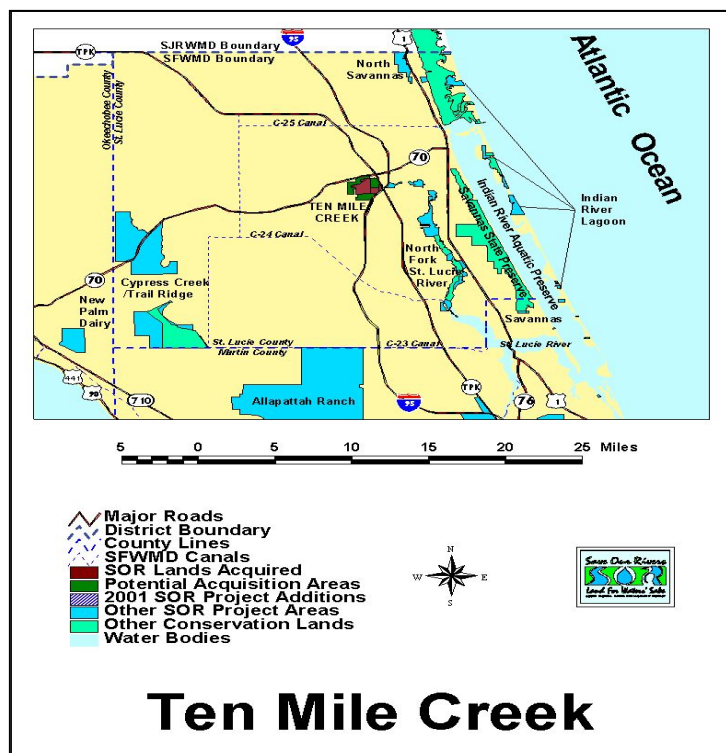 TPK
SJRWMD Boundary
SFWMD Boundary
95
1
North
Savannas
Atlantic Ocean
Okeechobee County
St. Lucie County
C-25 Canal
70
TEN MILE
CREEK
Indian
River
Lagoon
Savannas State Preserve
Indian River Aquatic Preserve
C-24 Canal
North
Fork
St. Lucie
River
70
Cypress Creek
/Trail Ridge
New
Palm
Dairy
Savannas
St. Lucie County
Martin County
C-23 Canal
St. Lucie River
441
98
710
Allapattah Ranch
95
TPK
76
1
5 0 5 10 15 20 25 Miles
Major Roads
District Boundary
County Lines
SFWMD Canals
SOR Lands Acquired
Potential Acquisition Areas
2001 SOR Project Additions
Other SOR Project Areas
Other Conservation Lands
Water Bodies
N
W E
S
Save Our Rivers
Land For Waters' Sake
Ten Mile Creek